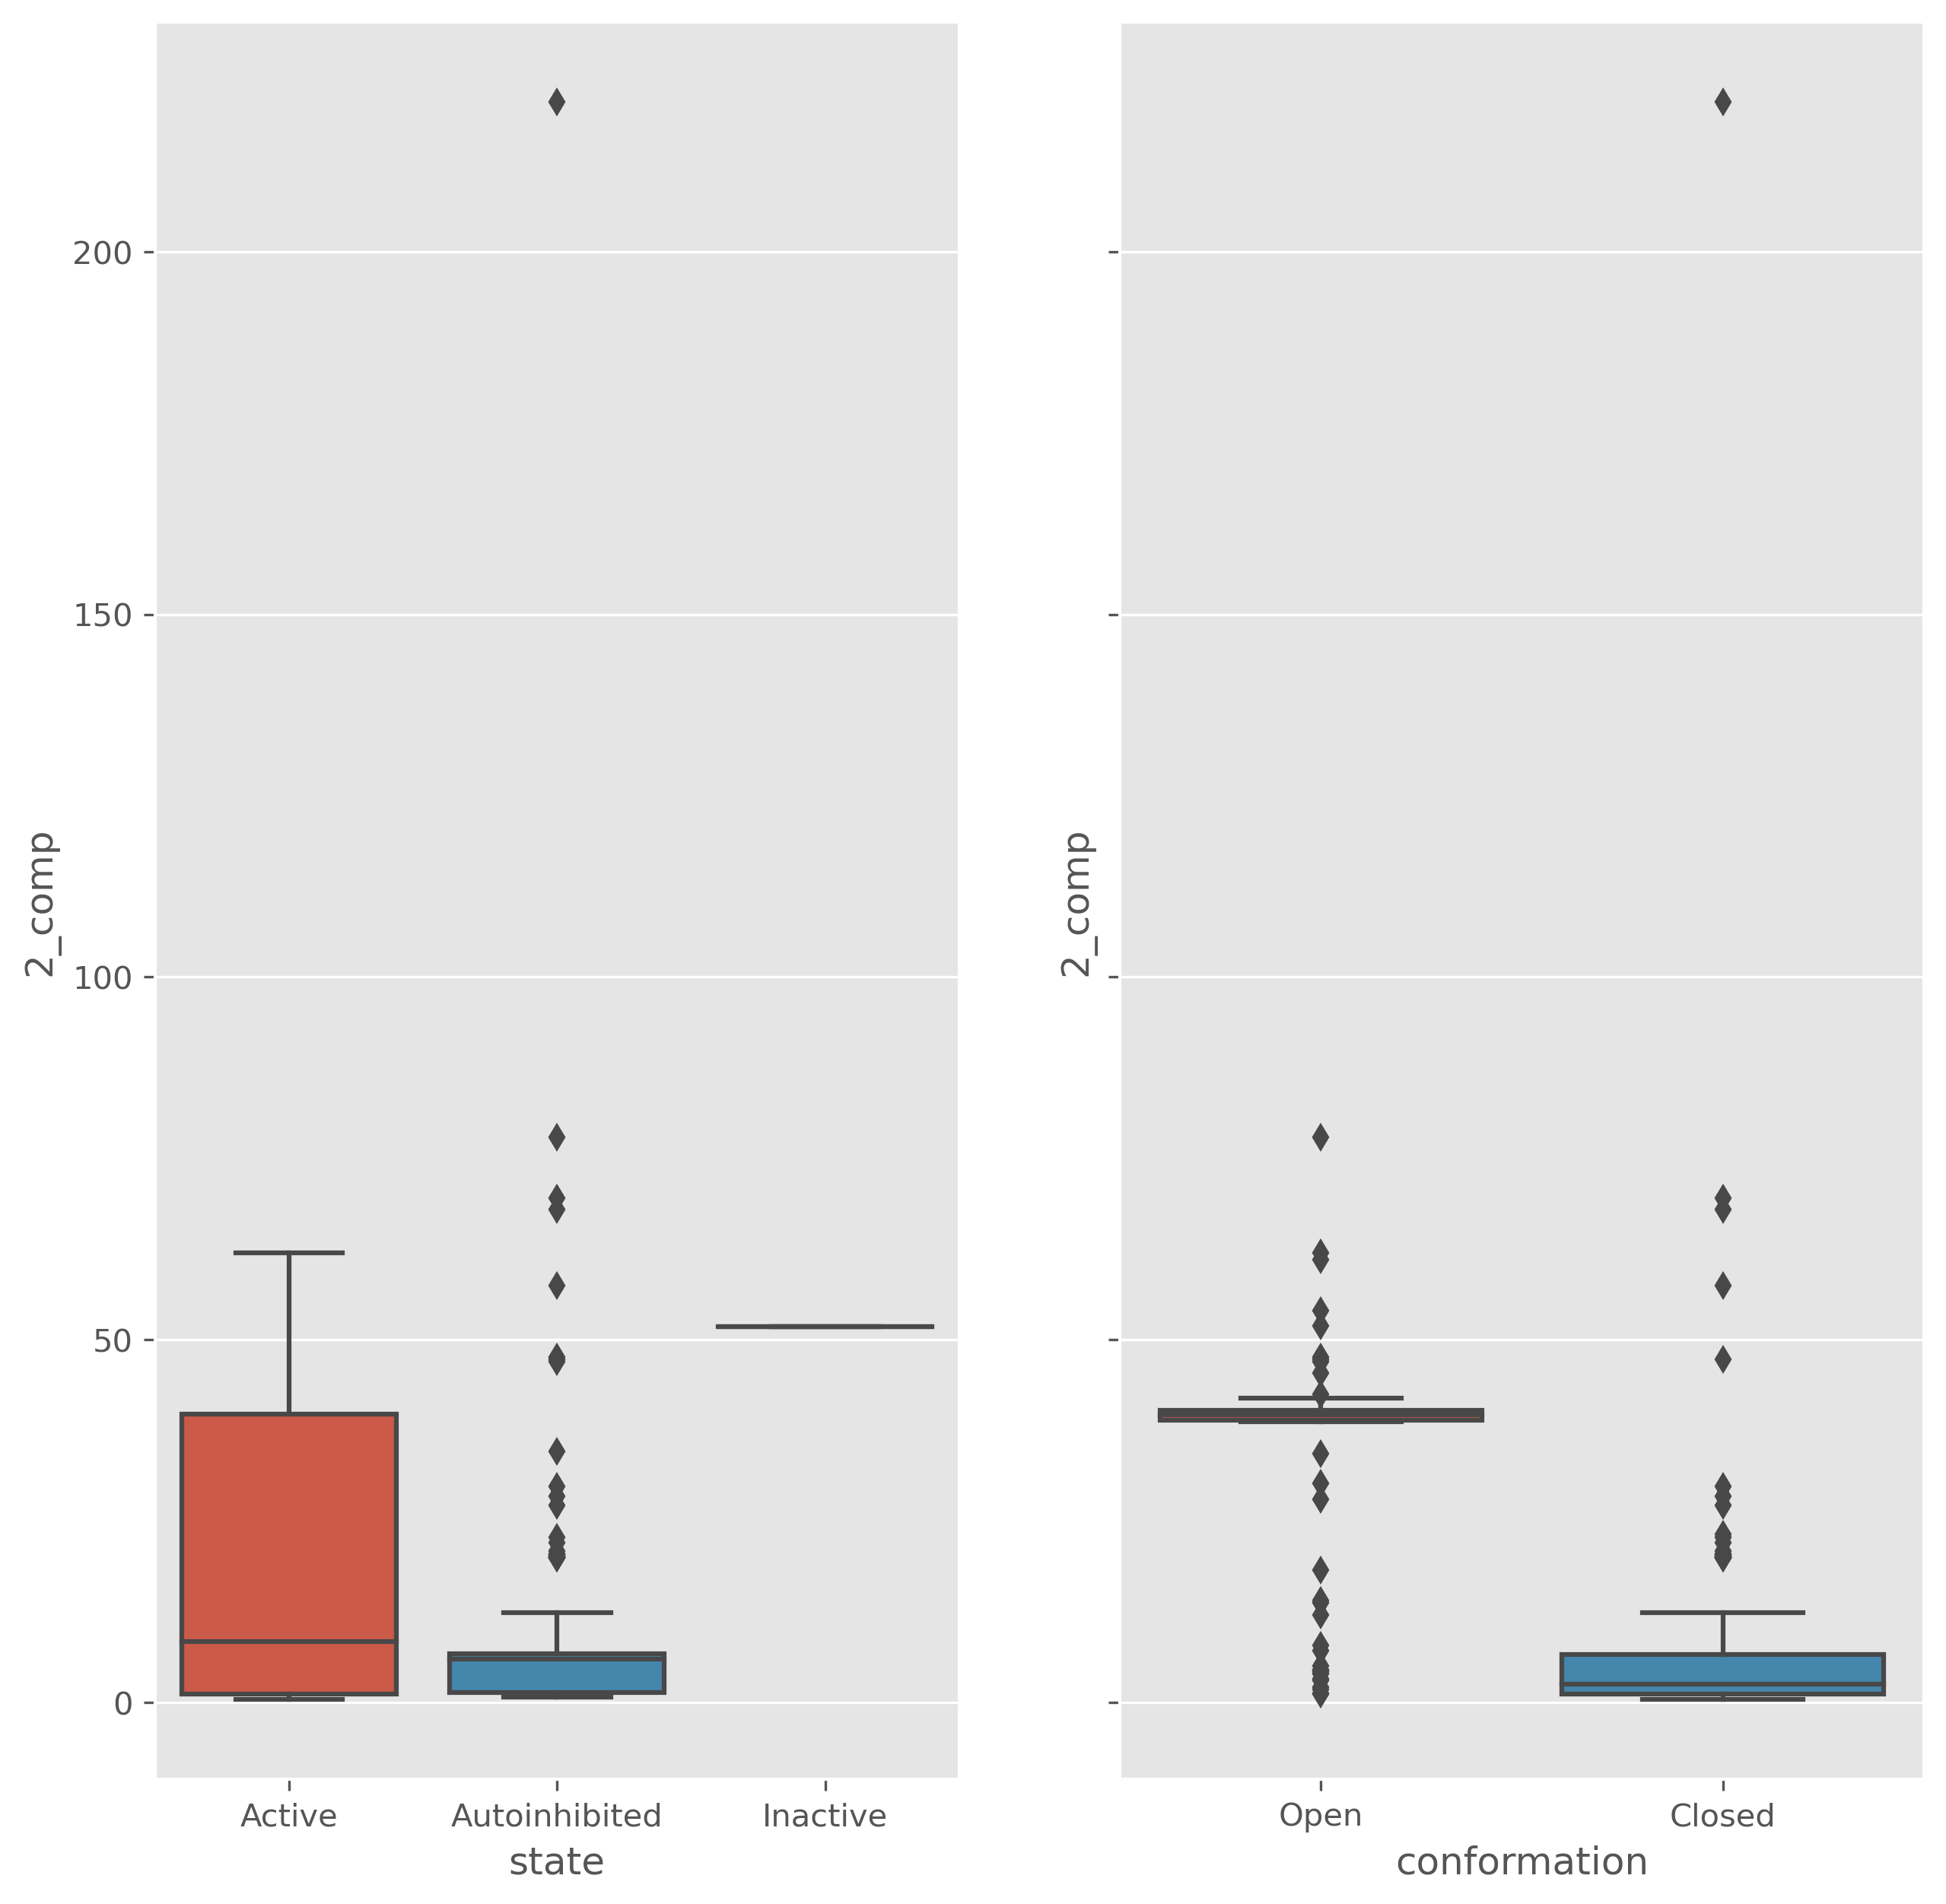 200
150
100
50
0
2_comp
Active Autoinhibited Inactive
state
2_comp
Open Closed
conformation